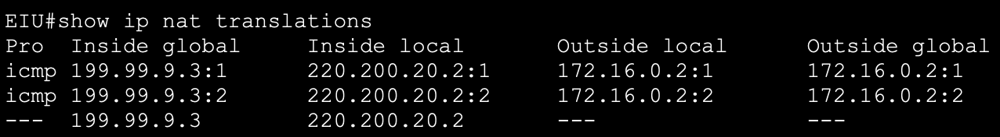 EIU#show ip nat translations
Pro  Inside global     Inside local       Outside local      Outside global
icmp 199.99.9.3:1      220.200.20.2:1     172.16.0.2:1       172.16.0.2:1
icmp 199.99.9.3:2      220.200.20.2:2     172.16.0.2:2       172.16.0.2:2
---  199.99.9.3        220.200.20.2       ---                ---